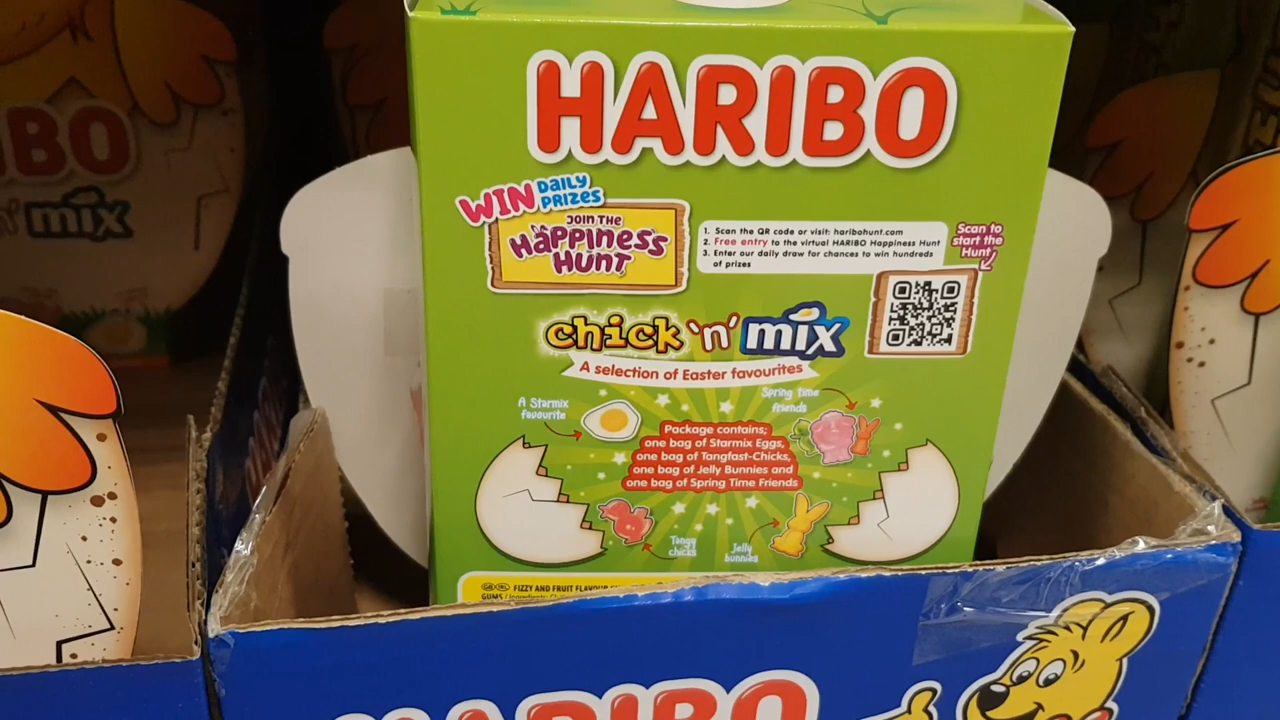 HARIBO
WIN DAILY
PRIZES
JOIN THE
HAPPINESS
HUNT
1. Scan the QR code or visit: haribohunt.com
2. Free entry to the virtual HARIBO Happiness Hunt
3. Enter our daily draw for chances to win hundreds
of prizes
Scan to
start the
Hunt
chick 'n' mix
A selection of Easter favourites
A Starmix
favourite
Spring time
friends
Package contains;
one bag of Starmix Eggs,
one bag of Tangfast-Chicks,
one bag of Jelly Bunnies and
one bag of Spring Time Friends
Tangy
chicks
Jelly
bunnies
FIZZY AND FRUIT FLAVOUR
GUMS
HARIBO
IBO
'n' mix